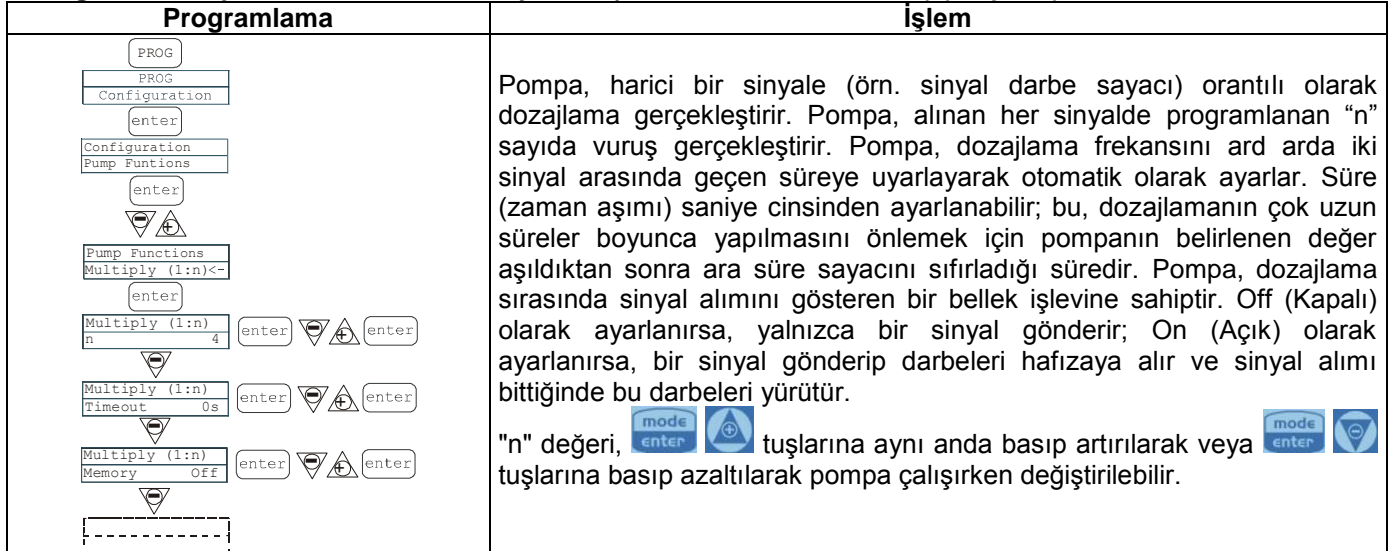 Programlama
İşlem
PROG
PROG
Configuration
enter
Configuration
Pump Funtions
enter
Pump Functions
Multiply (1:n)<-
enter
Multiply (1:n)
n 4
enter
enter
Multiply (1:n)
Timeout 0s
enter
enter
Multiply (1:n)
Memory Off
enter
enter
Pompa, harici bir sinyale (örn. sinyal darbe sayacı) orantılı olarak
dozajlama gerçekleştirir. Pompa, alınan her sinyalde programlanan “n”
sayıda vuruş gerçekleştirir. Pompa, dozajlama frekansını ard arda iki
sinyal arasında geçen süreye uyarlayarak otomatik olarak ayarlar. Süre
(zaman aşımı) saniye cinsinden ayarlanabilir; bu, dozajlamanın çok uzun
süreler boyunca yapılmasını önlemek için pompanın belirlenen değer
aşıldıktan sonra ara süre sayacını sıfırladığı süredir. Pompa, dozajlama
sırasında sinyal alımını gösteren bir bellek işlevine sahiptir. Off (Kapalı)
olarak ayarlanırsa, yalnızca bir sinyal gönderir; On (Açık) olarak
ayarlanırsa, bir sinyal gönderip darbeleri hafızaya alır ve sinyal alımı
bittiğinde bu darbeleri yürütür.
"n" değeri, mode enter tuşlarına aynı anda basıp artırılarak veya mode enter
tuşlarına basıp azaltılarak pompa çalışırken değiştirilebilir.